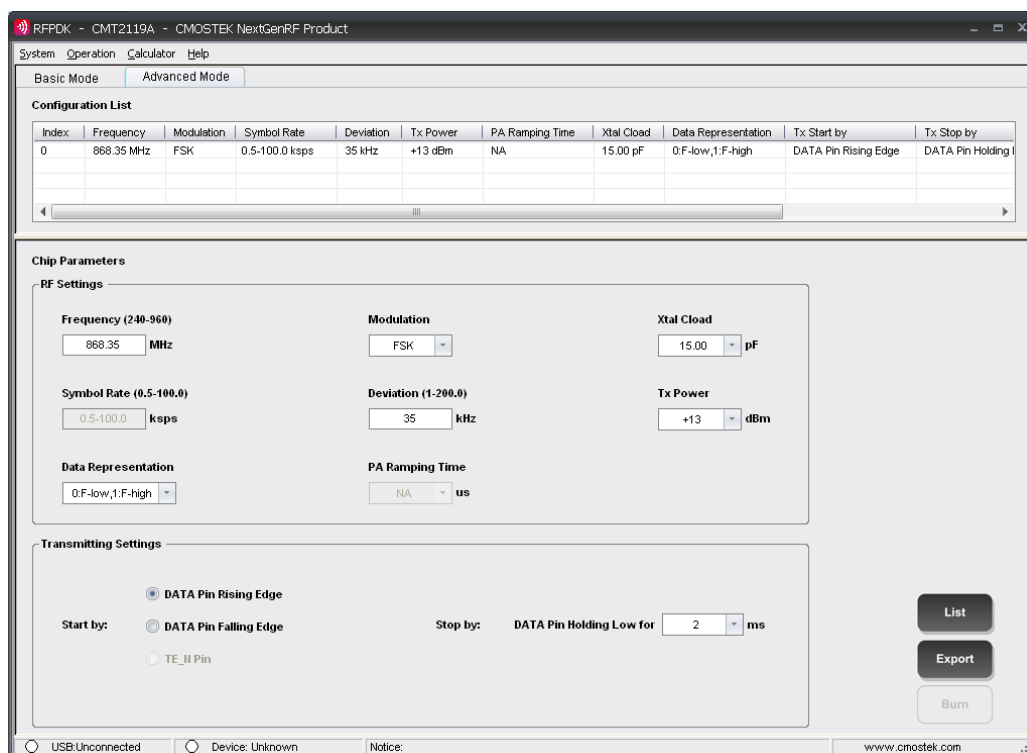 RFPDK - CMT2119A - CMOSTEK NextGenRF Product
System Operation Calculator Help
Basic Mode Advanced Mode
Configuration List
Index Frequency Modulation Symbol Rate Deviation Tx Power PA Ramping Time Xtal Cload Data Representation Tx Start by Tx Stop by
0 868.35 MHz FSK 0.5-100.0 ksps 35 kHz +13 dBm NA 15.00 pF 0:F-low,1:F-high DATA Pin Rising Edge DATA Pin Holding
Chip Parameters
RF Settings
Frequency (240-960) Modulation Xtal Cload
868.35 MHz FSK 15.00 pF
Symbol Rate (0.5-100.0) Deviation (1-200.0) Tx Power
0.5-100.0 ksps 35 kHz +13 dBm
Data Representation PA Ramping Time
0:F-low,1:F-high NA us
Transmitting Settings
DATA Pin Rising Edge
Start by: DATA Pin Falling Edge Stop by: DATA Pin Holding Low for 2 ms
TE_N Pin
List
Export
Burn
USB:Unconnected Device: Unknown Notice: www.cmostek.com